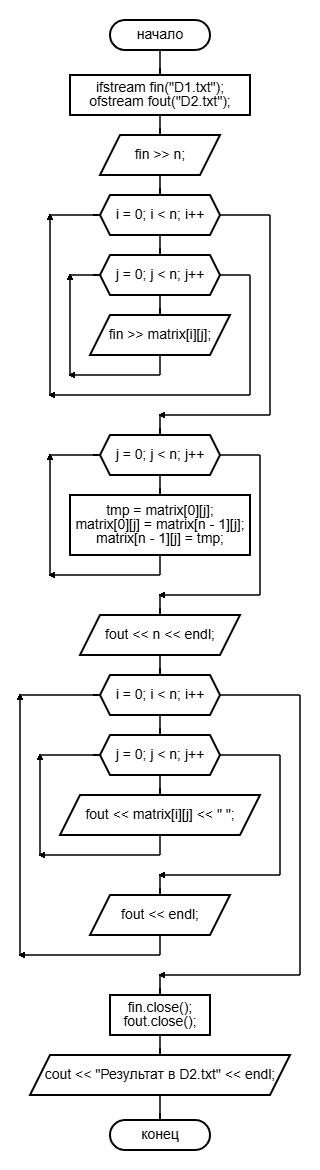 начало
ifstream fin("D1.txt");
ofstream fout("D2.txt");
fin >> n;
i = 0; i < n; i++
j = 0; j < n; j++
fin >> matrix[i][j];
j = 0; j < n; j++
tmp = matrix[0][j];
matrix[0][j] = matrix[n - 1][j];
matrix[n - 1][j] = tmp;
fout << n << endl;
i = 0; i < n; i++
j = 0; j < n; j++
fout << matrix[i][j] << " ";
fout << endl;
fin.close();
fout.close();
cout << "Результат в D2.txt" << endl;
конец